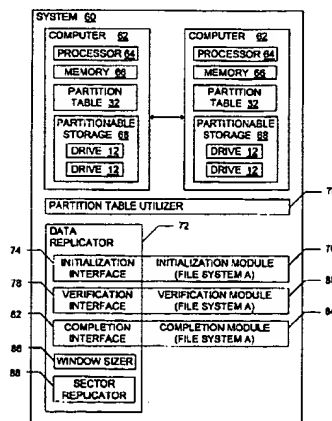 SYSTEM 60
COMPUTER 62
PROCESSOR 64
MEMORY 66
PARTITION
TABLE 32
PARTITIONABLE
STORAGE 68
DRIVE 12
DRIVE 12
COMPUTER 62
PROCESSOR 64
MEMORY 66
PARTITION
TABLE 32
PARTITIONABLE
STORAGE 68
DRIVE 12
DRIVE 12
PARTITION TABLE UTILIZER
DATA
REPLICATOR
72
74
INITIALIZATION
INTERFACE
INITIALIZATION MODULE
(FILE SYSTEM A)
78
VERIFICATION
INTERFACE
VERIFICATION MODULE
(FILE SYSTEM A)
82
COMPLETION
INTERFACE
COMPLETION MODULE
(FILE SYSTEM A)
84
86
WINDOW SIZER
88
SECTOR
REPLICATOR